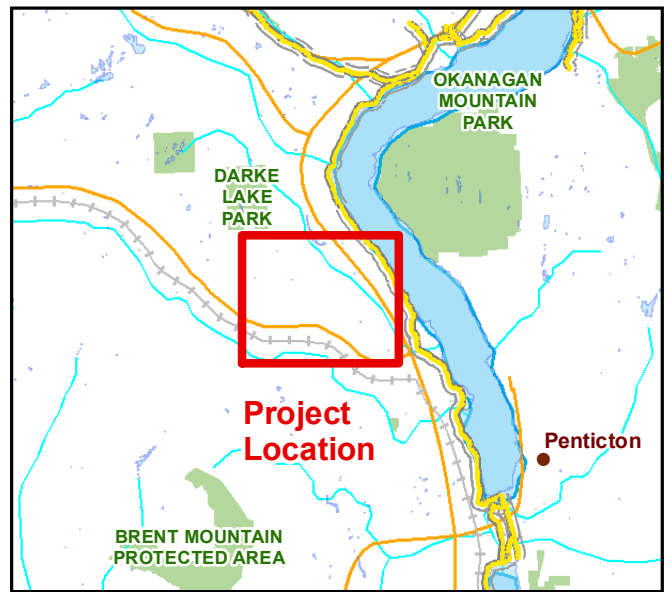 OKANAGAN
MOUNTAIN
PARK
DARKE
LAKE
PARK
Project
Location
Penticton
BRENT MOUNTAIN
PROTECTED AREA